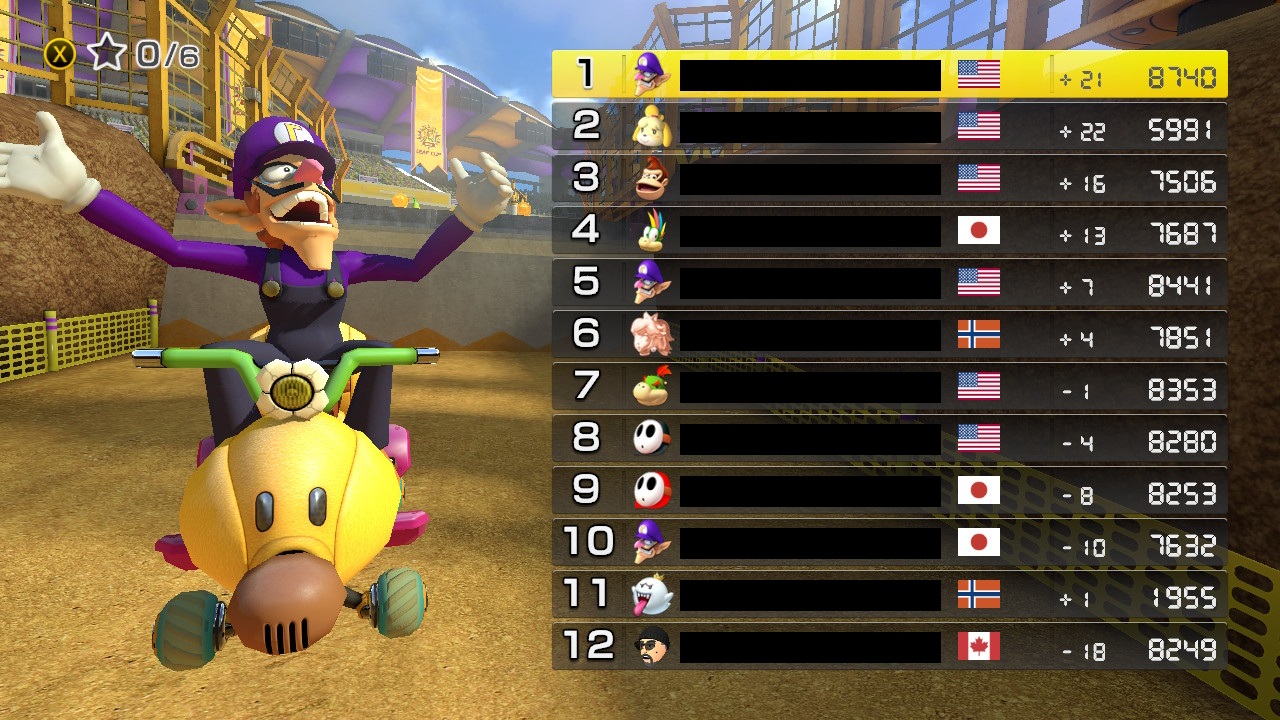 X 0/6
1 + 21 8740
2 + 22 5991
3 + 16 7506
4 + 13 7687
5 + 7 8441
6 + 4 7851
7 - 1 8353
8 - 4 8280
9 - 8 8253
10 - 10 7632
11 + 1 1955
12 - 18 8249
LEAF CUP